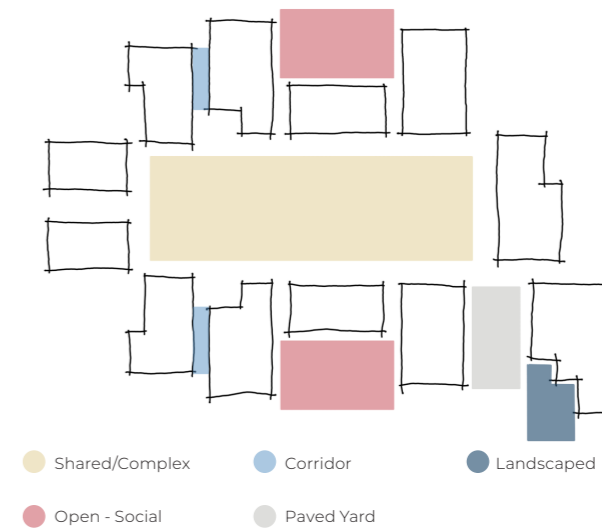 Shared/Complex
Corridor
Landscaped
Open - Social
Paved Yard